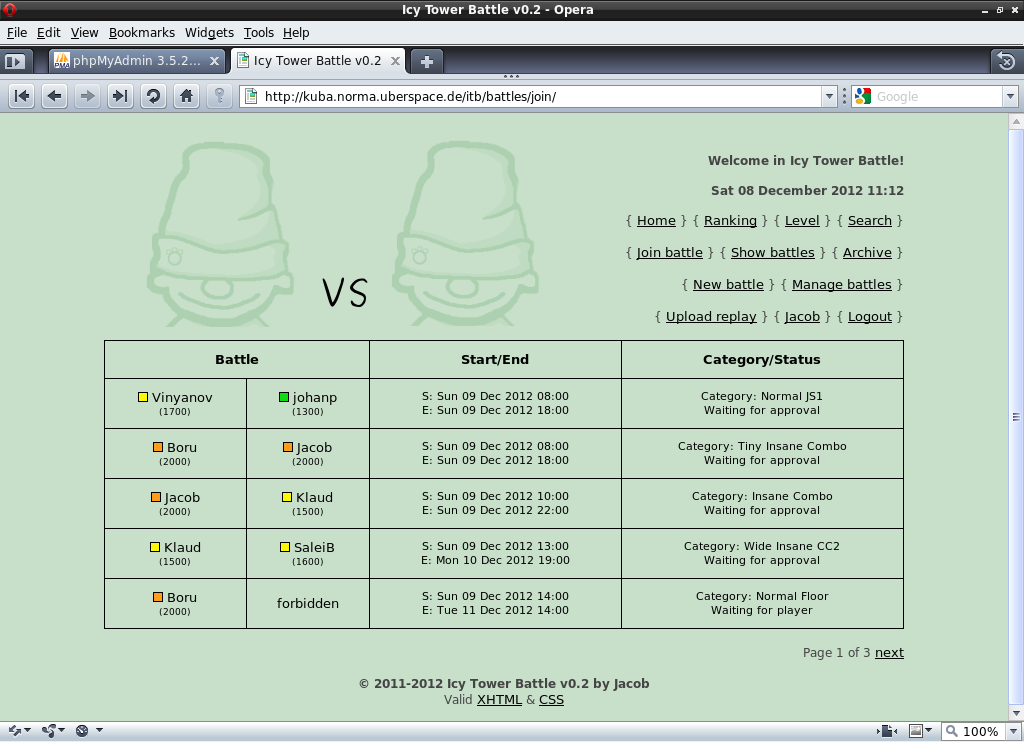 Icy Tower Battle v0.2 - Opera
File Edit View Bookmarks Widgets Tools Help
phpMyAdmin 3.5.2... Icy Tower Battle v0.2
http://kuba.norma.uberspace.de/itb/battles/join/ Google
Welcome in Icy Tower Battle!
Sat 08 December 2012 11:12
{ Home } { Ranking } { Level } { Search }
{ Join battle } { Show battles } { Archive }
{ New battle } { Manage battles }
{ Upload replay } { Jacob } { Logout }
VS
Battle Start/End Category/Status
Vinyanov johanp S: Sun 09 Dec 2012 08:00 Category: Normal JS1
(1700) (1300) E: Sun 09 Dec 2012 18:00 Waiting for approval
Boru Jacob S: Sun 09 Dec 2012 08:00 Category: Tiny Insane Combo
(2000) (2000) E: Sun 09 Dec 2012 18:00 Waiting for approval
Jacob Klaud S: Sun 09 Dec 2012 10:00 Category: Insane Combo
(2000) (1500) E: Sun 09 Dec 2012 22:00 Waiting for approval
Klaud SaleiB S: Sun 09 Dec 2012 13:00 Category: Wide Insane CC2
(1500) (1600) E: Mon 10 Dec 2012 19:00 Waiting for approval
Boru forbidden S: Sun 09 Dec 2012 14:00 Category: Normal Floor
(2000) E: Tue 11 Dec 2012 14:00 Waiting for player
Page 1 of 3 next
© 2011-2012 Icy Tower Battle v0.2 by Jacob
Valid XHTML & CSS
100%